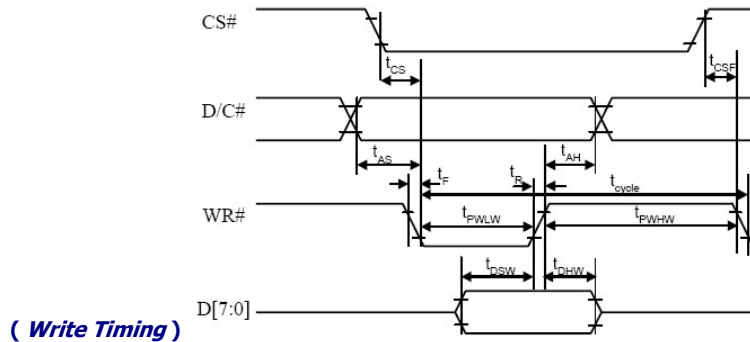 CS#
tCS
tCSF
D/C#
tAS
tAH
tF
tR
tcycle
WR#
tPWLW
tPWHW
tDSW
tDHW
D[7:0]
( Write Timing )